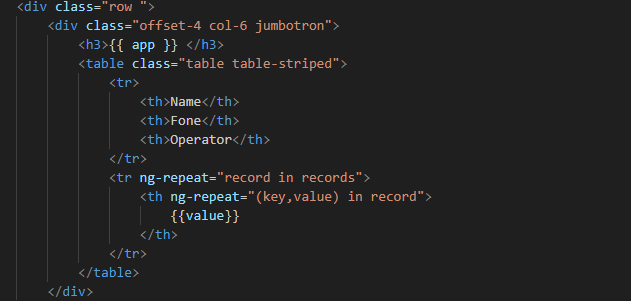 <div class="row ">
<div class="offset-4 col-6 jumbotron">
<h3>{{ app }} </h3>
<table class="table table-striped">
<tr>
<th>Name</th>
<th>Fone</th>
<th>Operator</th>
</tr>
<tr ng-repeat="record in records">
<th ng-repeat="(key,value) in record">
{{value}}
</th>
</tr>
</table>
</div>